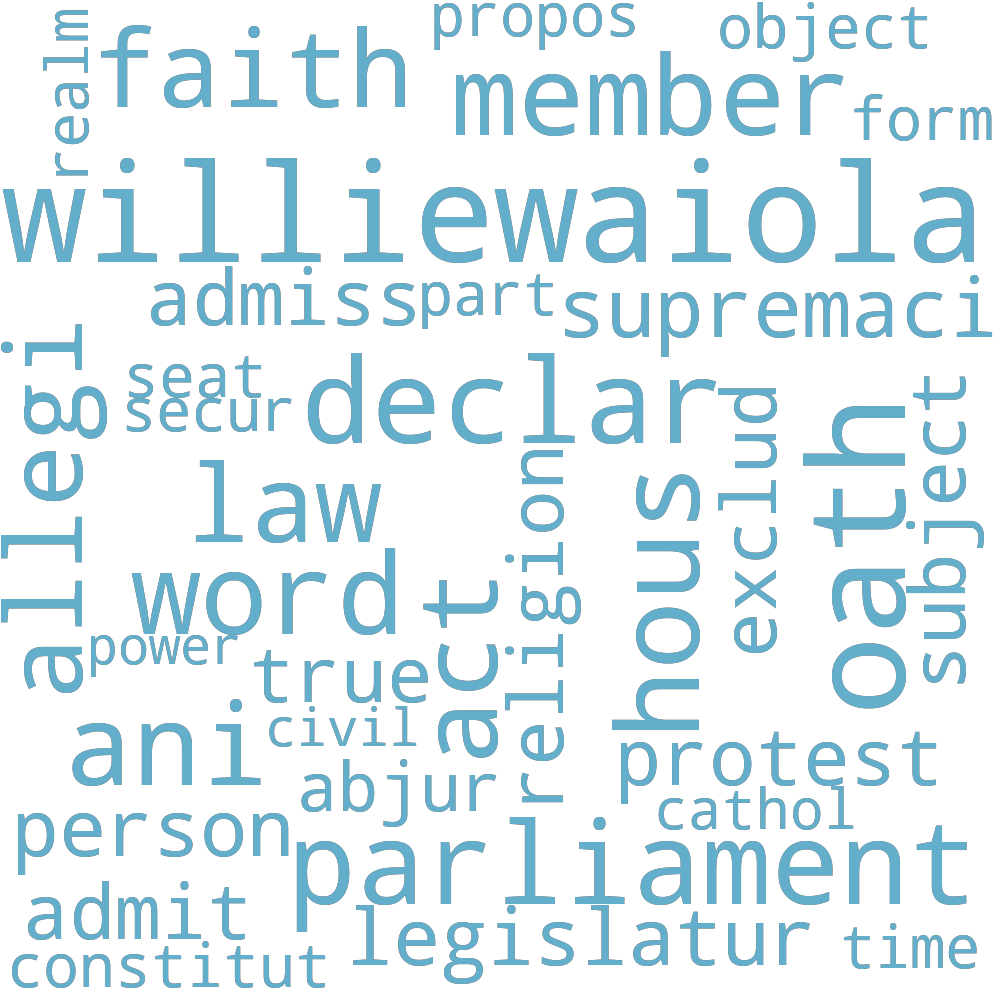 propos
object
realm
faith
member
form
williewaiola
admiss
part
supremaci
allegi
seat
secur
declar
exclud
oath
subject
law
religion
hous
word
act
power
true
civil
ani
abjur
protest
cathol
person
parliament
admit
legislatur
time
constitut